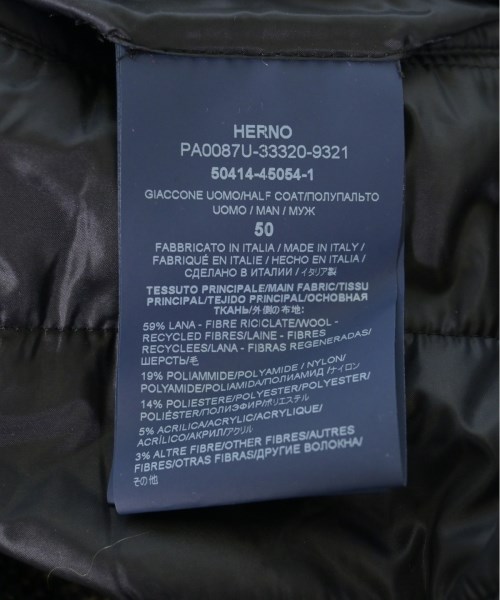 HERNO
PA0087U-33320-9321
50414-45054-1
GIACCONE UOMO/HALF COAT/ПОЛУПАЛЬТО
UOMO / MAN / МУЖ
50
FABBRICATO IN ITALIA / MADE IN ITALY /
FABRIQUÉ EN ITALIE / HECHO EN ITALIA /
СДЕЛАНО В ИТАЛИИ / イタリア製
TESSUTO PRINCIPALE/MAIN FABRIC/TISSU
PRINCIPAL/TEJIDO PRINCIPAL/ОСНОВНАЯ
ТКАНЬ/外側の布地:
59% LANA - FIBRE RICICLATE/WOOL -
RECYCLED FIBRES/LAINE - FIBRES
RECYCLEES/LANA - FIBRAS REGENERADAS/
ШЕРСТЬ/毛
19% POLIAMMIDE/POLYAMIDE / NYLON/
POLYAMIDE/POLIAMIDA/ПОЛИАМИД /ナイロン
14% POLIESTERE/POLYESTER/POLYESTER/
POLIÉSTER/ПОЛИЭФИР/ポリエステル
5% ACRILICA/ACRYLIC/ACRYLIQUE/
ACRÍLICO/АКРИЛ/アクリル
3% ALTRE FIBRE/OTHER FIBRES/AUTRES
FIBRES/OTRAS FIBRAS/ДРУГИЕ ВОЛОКНА/
その他